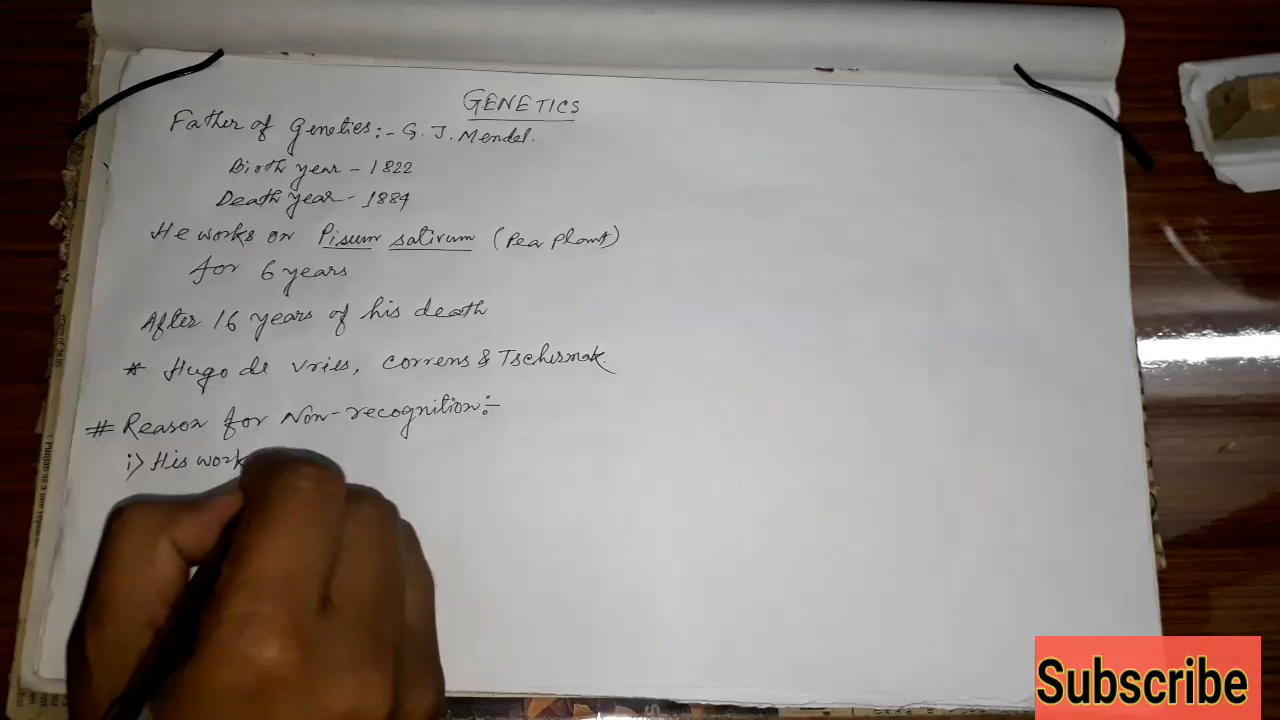 GENETICS
Father of Genetics:- G. J. Mendel.
Birth year - 1822
Death year - 1884
He works on Pisum sativum (Pea Plant)
for 6 years
After 16 years of his death
* Hugo de Vries, Correns & Tschermak.
# Reason for Non-recognition:-
i) His work
Subscribe